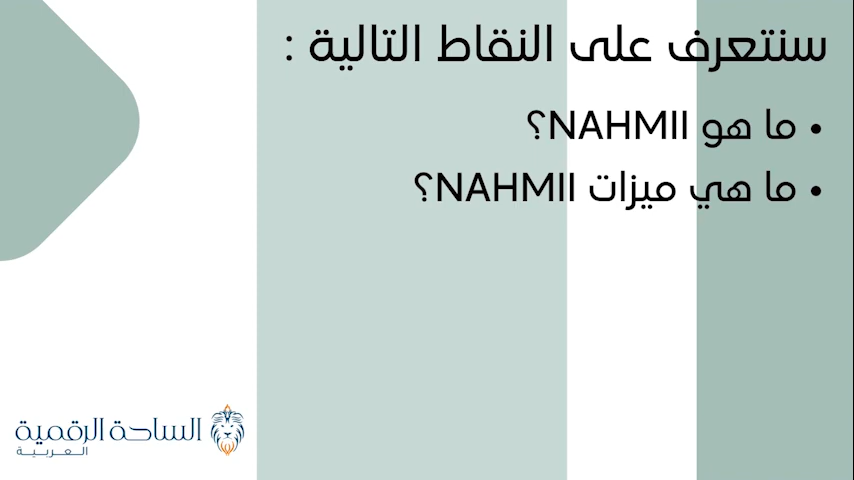 سنتعرف على النقاط التالية :
• ما هو NAHMII؟
• ما هي ميزات NAHMII؟
الساحة الرقمية
العربية